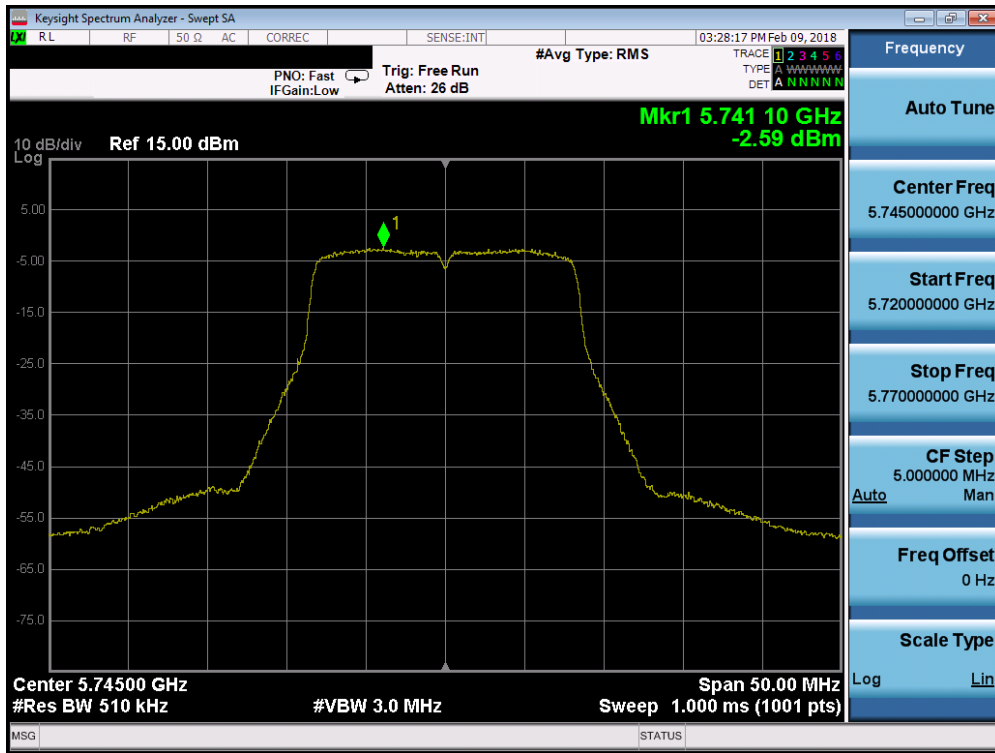 Keysight Spectrum Analyzer - Swept SA
LXI RL RF 50 Ω AC CORREC SENSE:INT 03:28:17 PM Feb 09, 2018
#Avg Type: RMS TRACE 1 2 3 4 5 6
PNO: Fast Trig: Free Run TYPE A WWWWW
IFGain:Low Atten: 26 dB DET A N N N N N
Mkr1 5.741 10 GHz
-2.59 dBm
10 dB/div Ref 15.00 dBm
Log
1
5.00
-5.00
-15.0
-25.0
-35.0
-45.0
-55.0
-65.0
-75.0
Center 5.74500 GHz Span 50.00 MHz
#Res BW 510 kHz #VBW 3.0 MHz Sweep 1.000 ms (1001 pts)
MSG STATUS
Frequency
Auto Tune
Center Freq
5.745000000 GHz
Start Freq
5.720000000 GHz
Stop Freq
5.770000000 GHz
CF Step
5.000000 MHz
Auto Man
Freq Offset
0 Hz
Scale Type
Log Lin